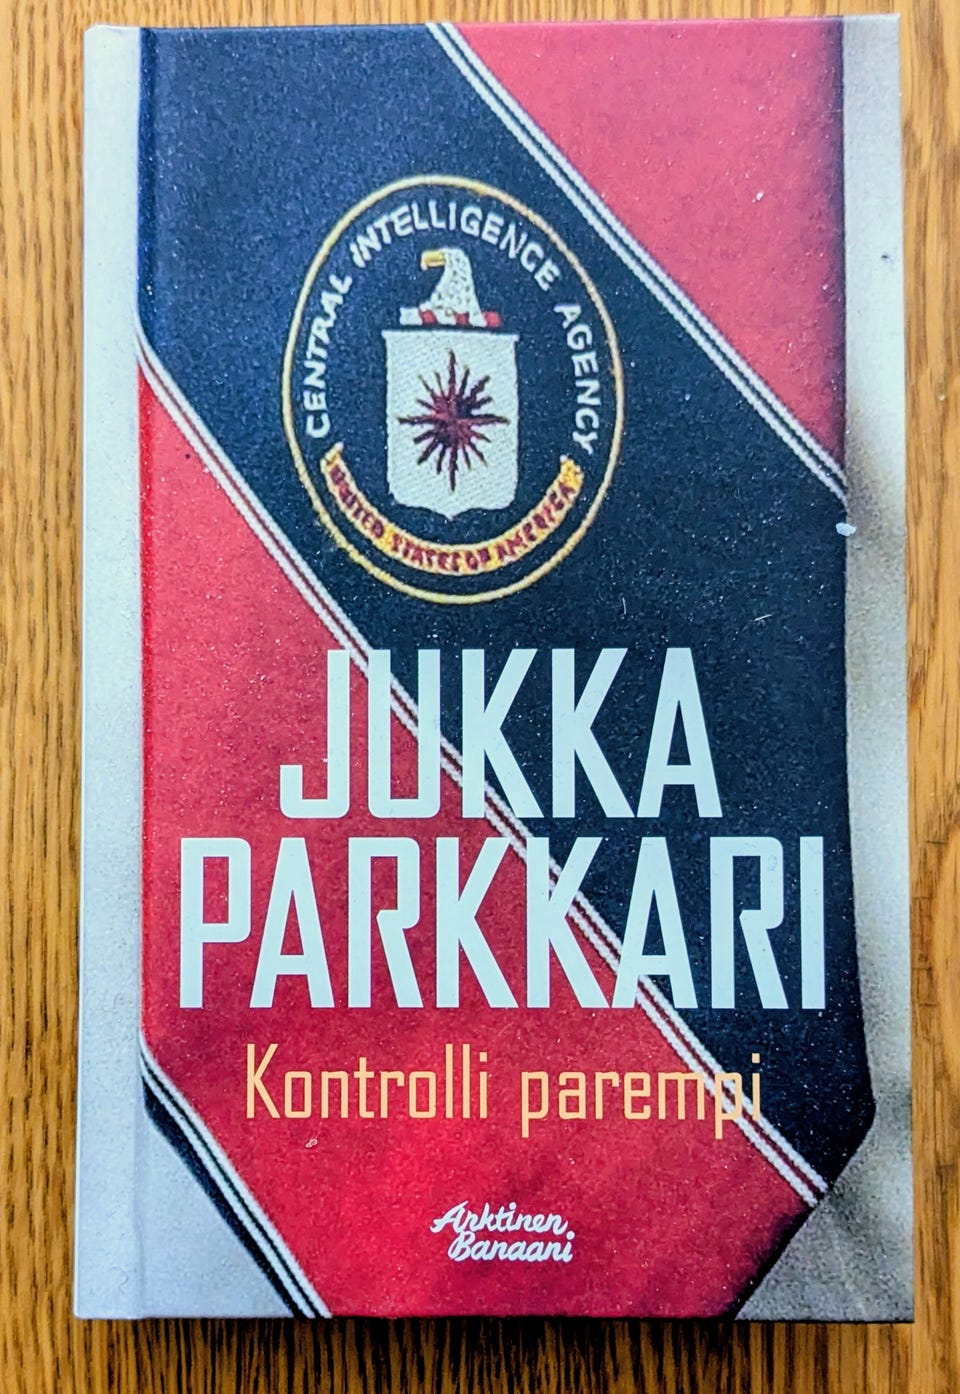 CENTRAL INTELLIGENCE AGENCY
UNITED STATES OF AMERICA
JUKKA
PARKKARI
Kontrolli parempi
Arktinen
Banaani